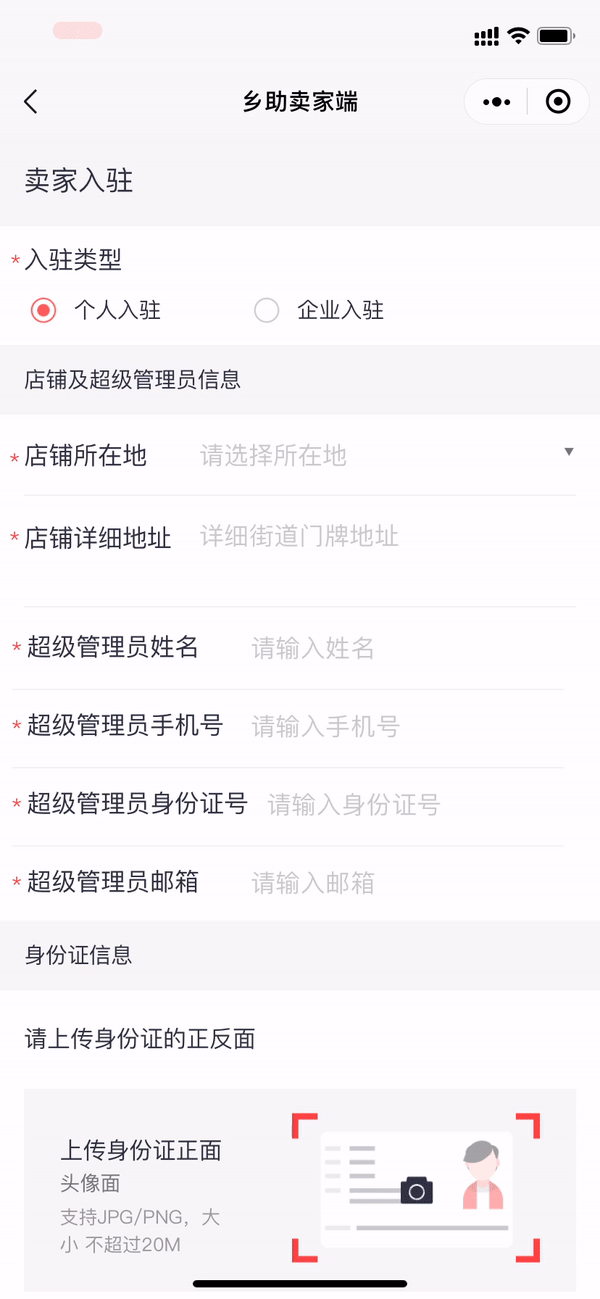 乡助卖家端
卖家入驻
* 入驻类型
个人入驻 企业入驻
店铺及超级管理员信息
* 店铺所在地 请选择所在地
* 店铺详细地址 详细街道门牌地址
* 超级管理员姓名 请输入姓名
* 超级管理员手机号 请输入手机号
* 超级管理员身份证号 请输入身份证号
* 超级管理员邮箱 请输入邮箱
身份证信息
请上传身份证的正反面
上传身份证正面
头像面
支持JPG/PNG，大
小 不超过20M